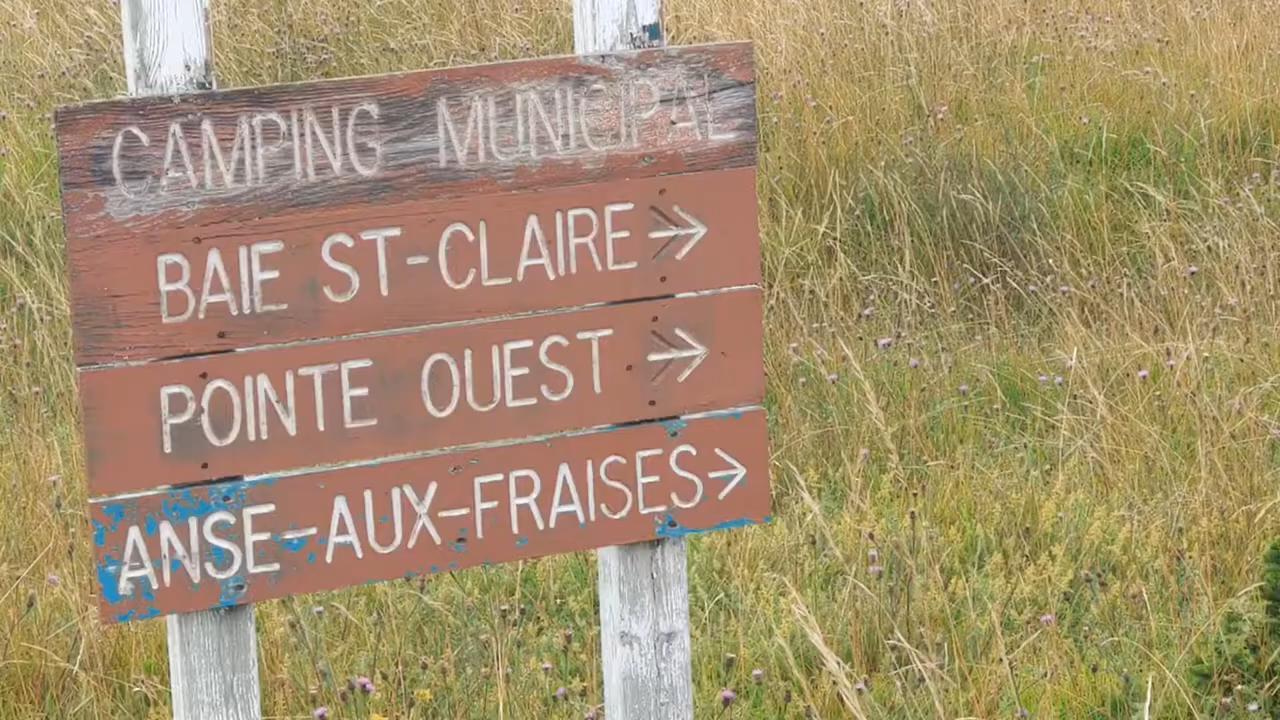 CAMPING MUNICIPAL
BAIE ST-CLAIRE →
POINTE OUEST →
ANSE-AUX-FRAISES →